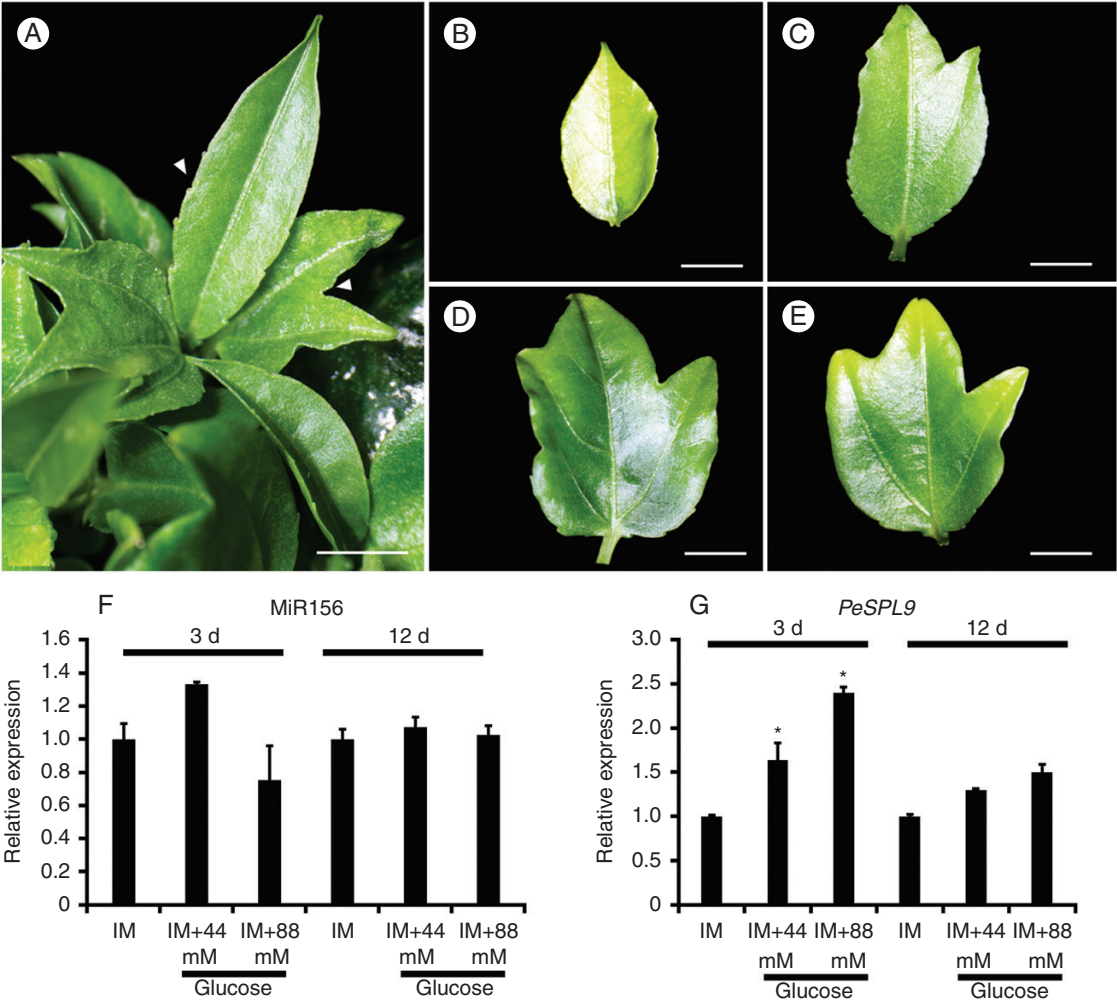 A
B
C
D
E
F
MiR156
3 d
12 d
Relative expression
1.6
1.4
1.2
1.0
0.8
0.6
0.4
0.2
0
IM
IM+44
IM+88
IM
IM+44
IM+88
mM
mM
mM
mM
Glucose
Glucose
G
PeSPL9
3 d
12 d
Relative expression
3.0
2.5
2.0
1.5
1.0
0.5
0
*
*
IM
IM+44
IM+88
IM
IM+44
IM+88
mM
mM
mM
mM
Glucose
Glucose